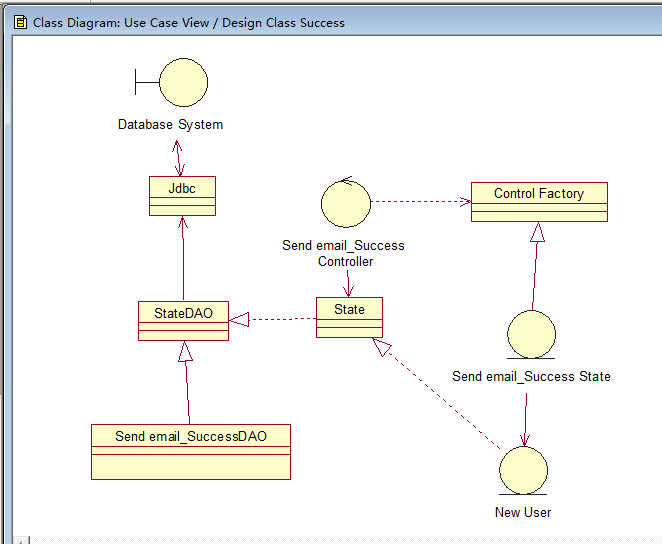 Class Diagram: Use Case View / Design Class Success
Database System
Jdbc
Control Factory
Send email_Success
Controller
StateDAO
State
Send email_Success State
Send email_SuccessDAO
New User